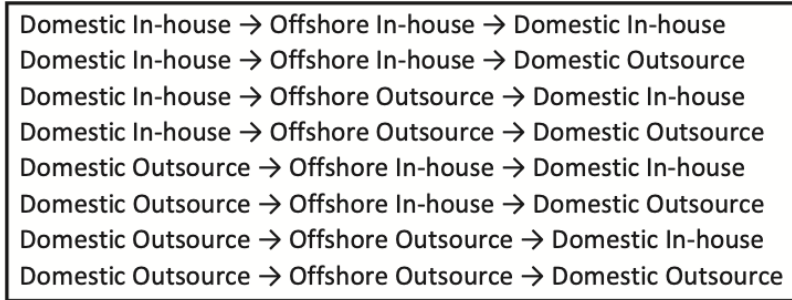 Domestic In-house → Offshore In-house → Domestic In-house
Domestic In-house → Offshore In-house → Domestic Outsource
Domestic In-house → Offshore Outsource → Domestic In-house
Domestic In-house → Offshore Outsource → Domestic Outsource
Domestic Outsource → Offshore In-house → Domestic In-house
Domestic Outsource → Offshore In-house → Domestic Outsource
Domestic Outsource → Offshore Outsource → Domestic In-house
Domestic Outsource → Offshore Outsource → Domestic Outsource